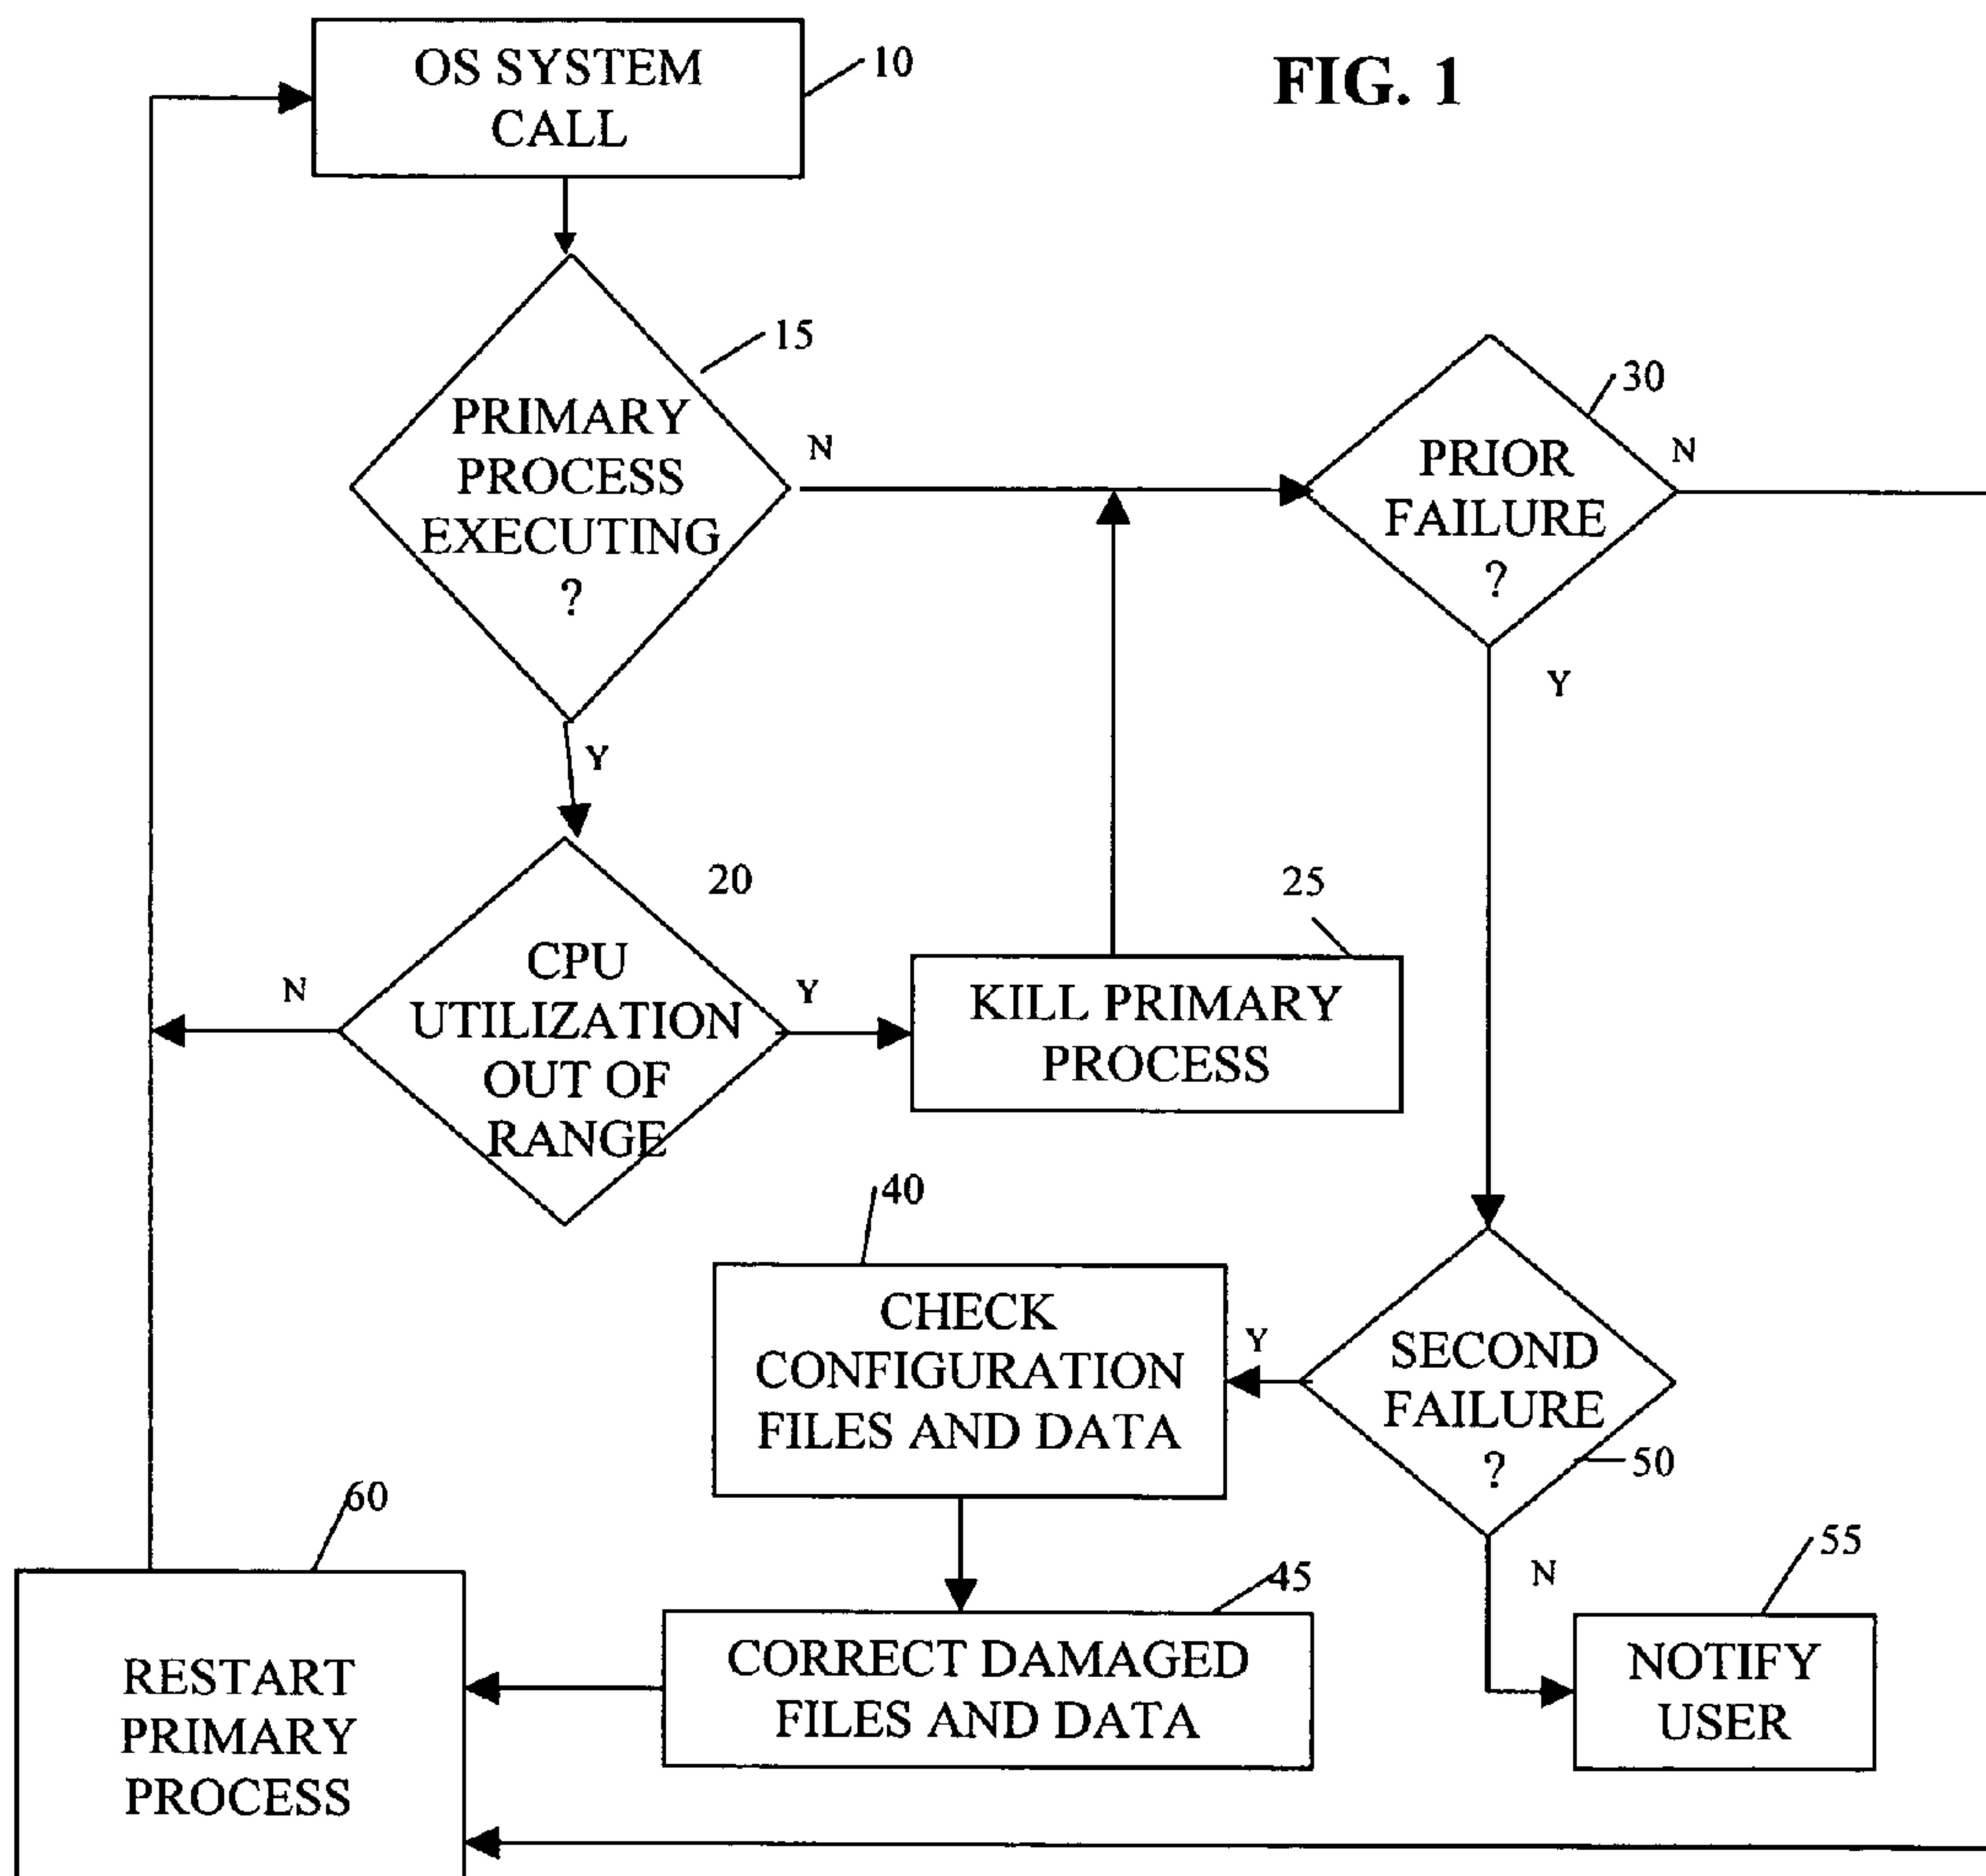 OS SYSTEM
CALL
10
FIG. 1
15
PRIMARY
PROCESS
EXECUTING
?
N
Y
30
PRIOR
FAILURE
?
N
Y
20
CPU
UTILIZATION
OUT OF
RANGE
N
Y
25
KILL PRIMARY
PROCESS
40
CHECK
CONFIGURATION
FILES AND DATA
Y
SECOND
FAILURE
?
50
N
60
RESTART
PRIMARY
PROCESS
45
CORRECT DAMAGED
FILES AND DATA
55
NOTIFY
USER